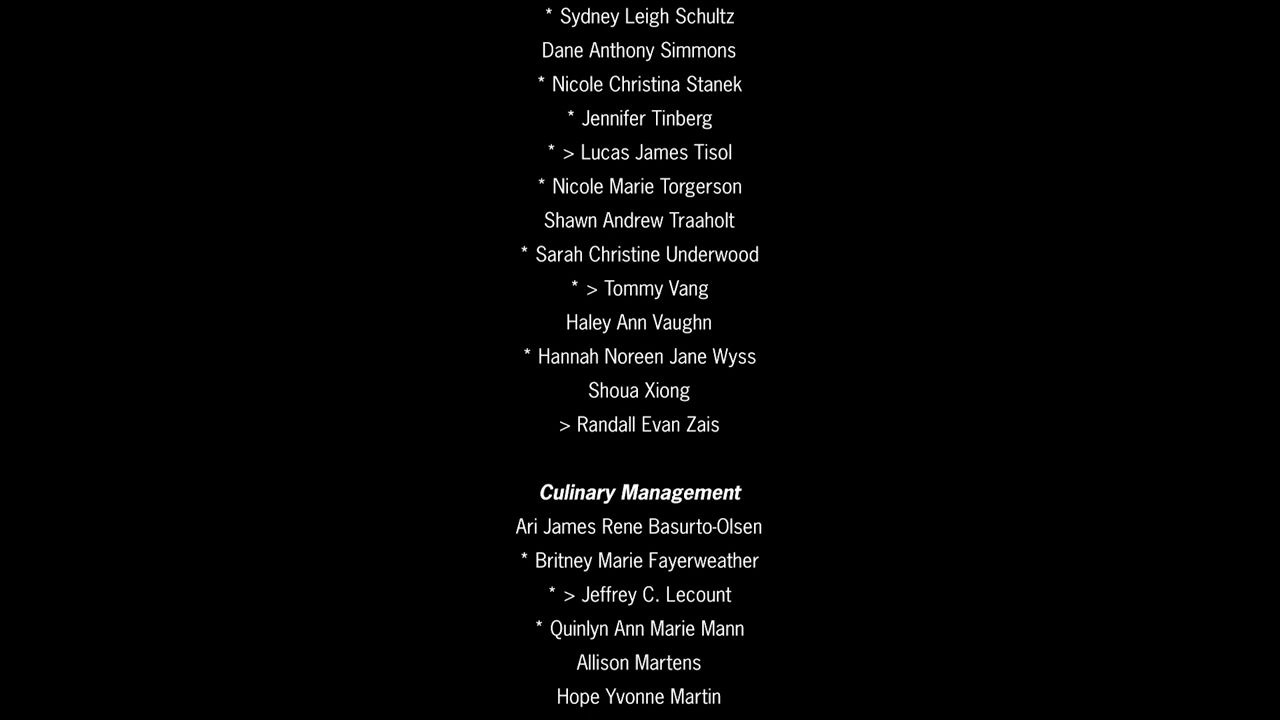 * Sydney Leigh Schultz
Dane Anthony Simmons
* Nicole Christina Stanek
* Jennifer Tinberg
* > Lucas James Tisol
* Nicole Marie Torgerson
Shawn Andrew Traaholt
* Sarah Christine Underwood
* > Tommy Vang
Haley Ann Vaughn
* Hannah Noreen Jane Wyss
Shoua Xiong
> Randall Evan Zais
Culinary Management
Ari James Rene Basurto-Olsen
* Britney Marie Fayerweather
* > Jeffrey C. Lecount
* Quinlyn Ann Marie Mann
Allison Martens
Hope Yvonne Martin